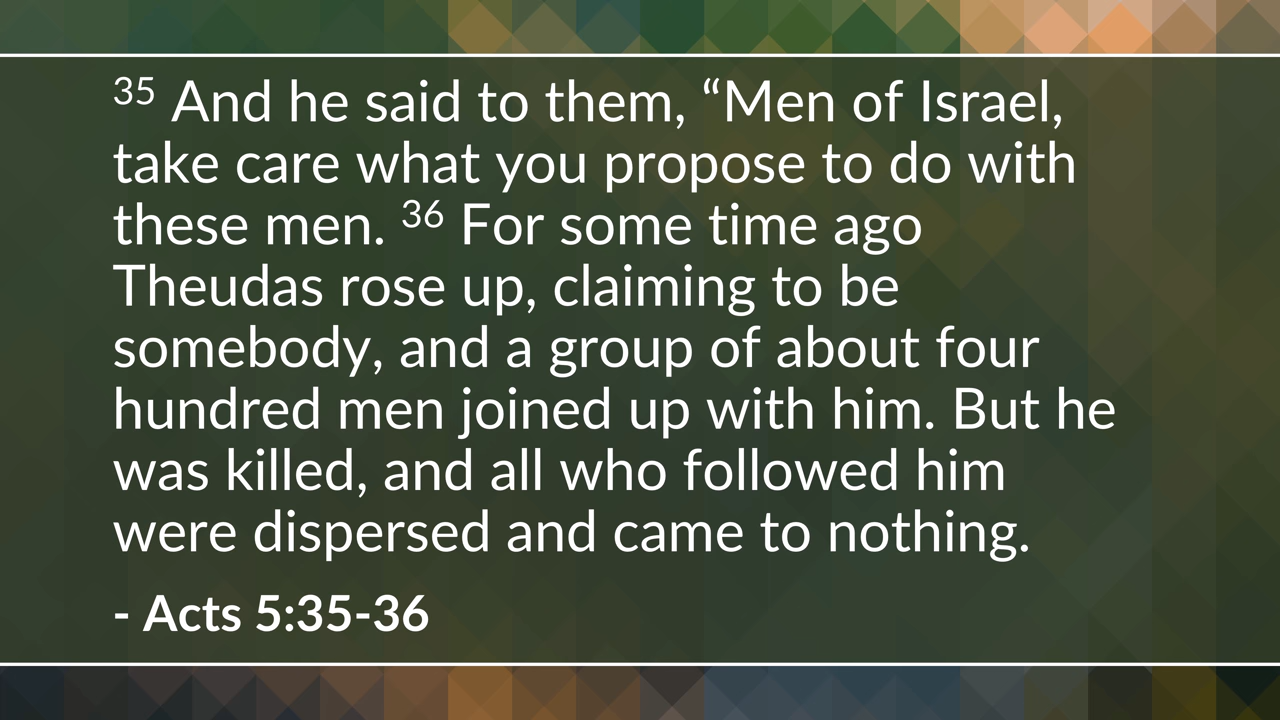 35 And he said to them, “Men of Israel,
take care what you propose to do with
these men. 36 For some time ago
Theudas rose up, claiming to be
somebody, and a group of about four
hundred men joined up with him. But he
was killed, and all who followed him
were dispersed and came to nothing.
- Acts 5:35-36